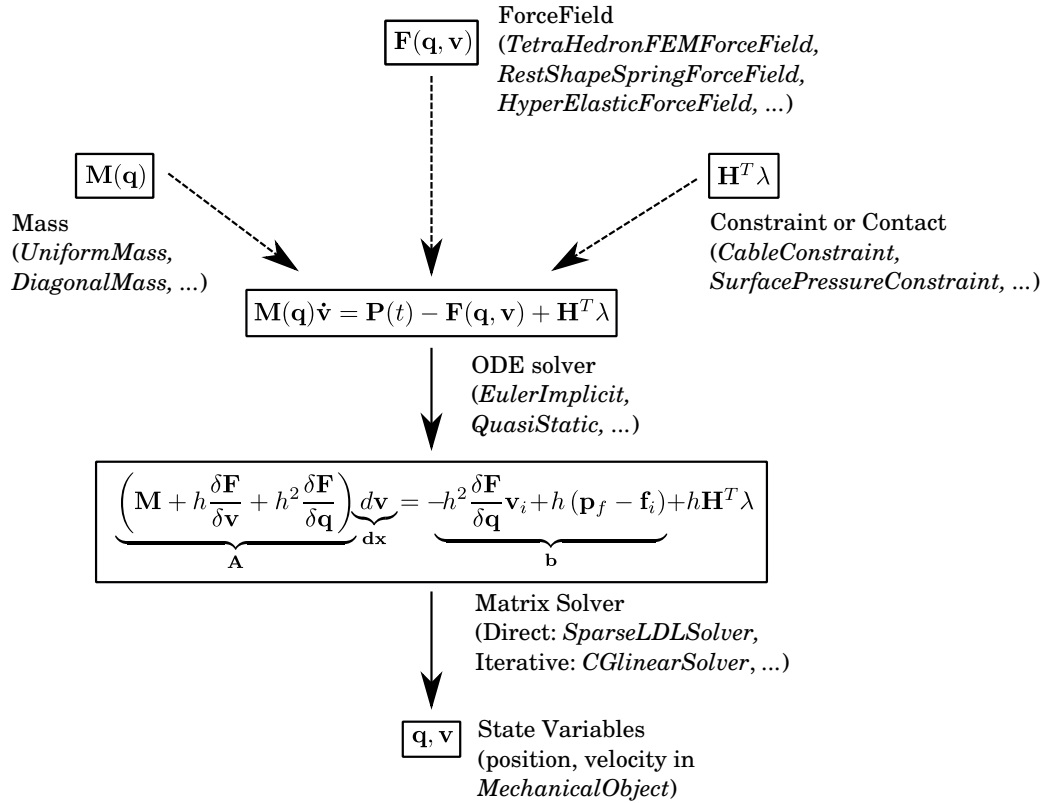 ForceField
F(q, v)
(TetraHedronFEMForceField,
RestShapeSpringForceField,
HyperElasticForceField, ...)
M(q)
Mass
(UniformMass,
DiagonalMass, ...)
H^T λ
Constraint or Contact
(CableConstraint,
SurfacePressureConstraint, ...)
M(q)v̇ = P(t) − F(q, v) + H^T λ
ODE solver
(EulerImplicit,
QuasiStatic, ...)
(M + h δF/δv + h² δF/δq) dv = −h² δF/δq v_i + h (p_f − f_i) + hH^T λ
A dx b
Matrix Solver
(Direct: SparseLDLSolver,
Iterative: CGlinearSolver, ...)
q, v
State Variables
(position, velocity in
MechanicalObject)